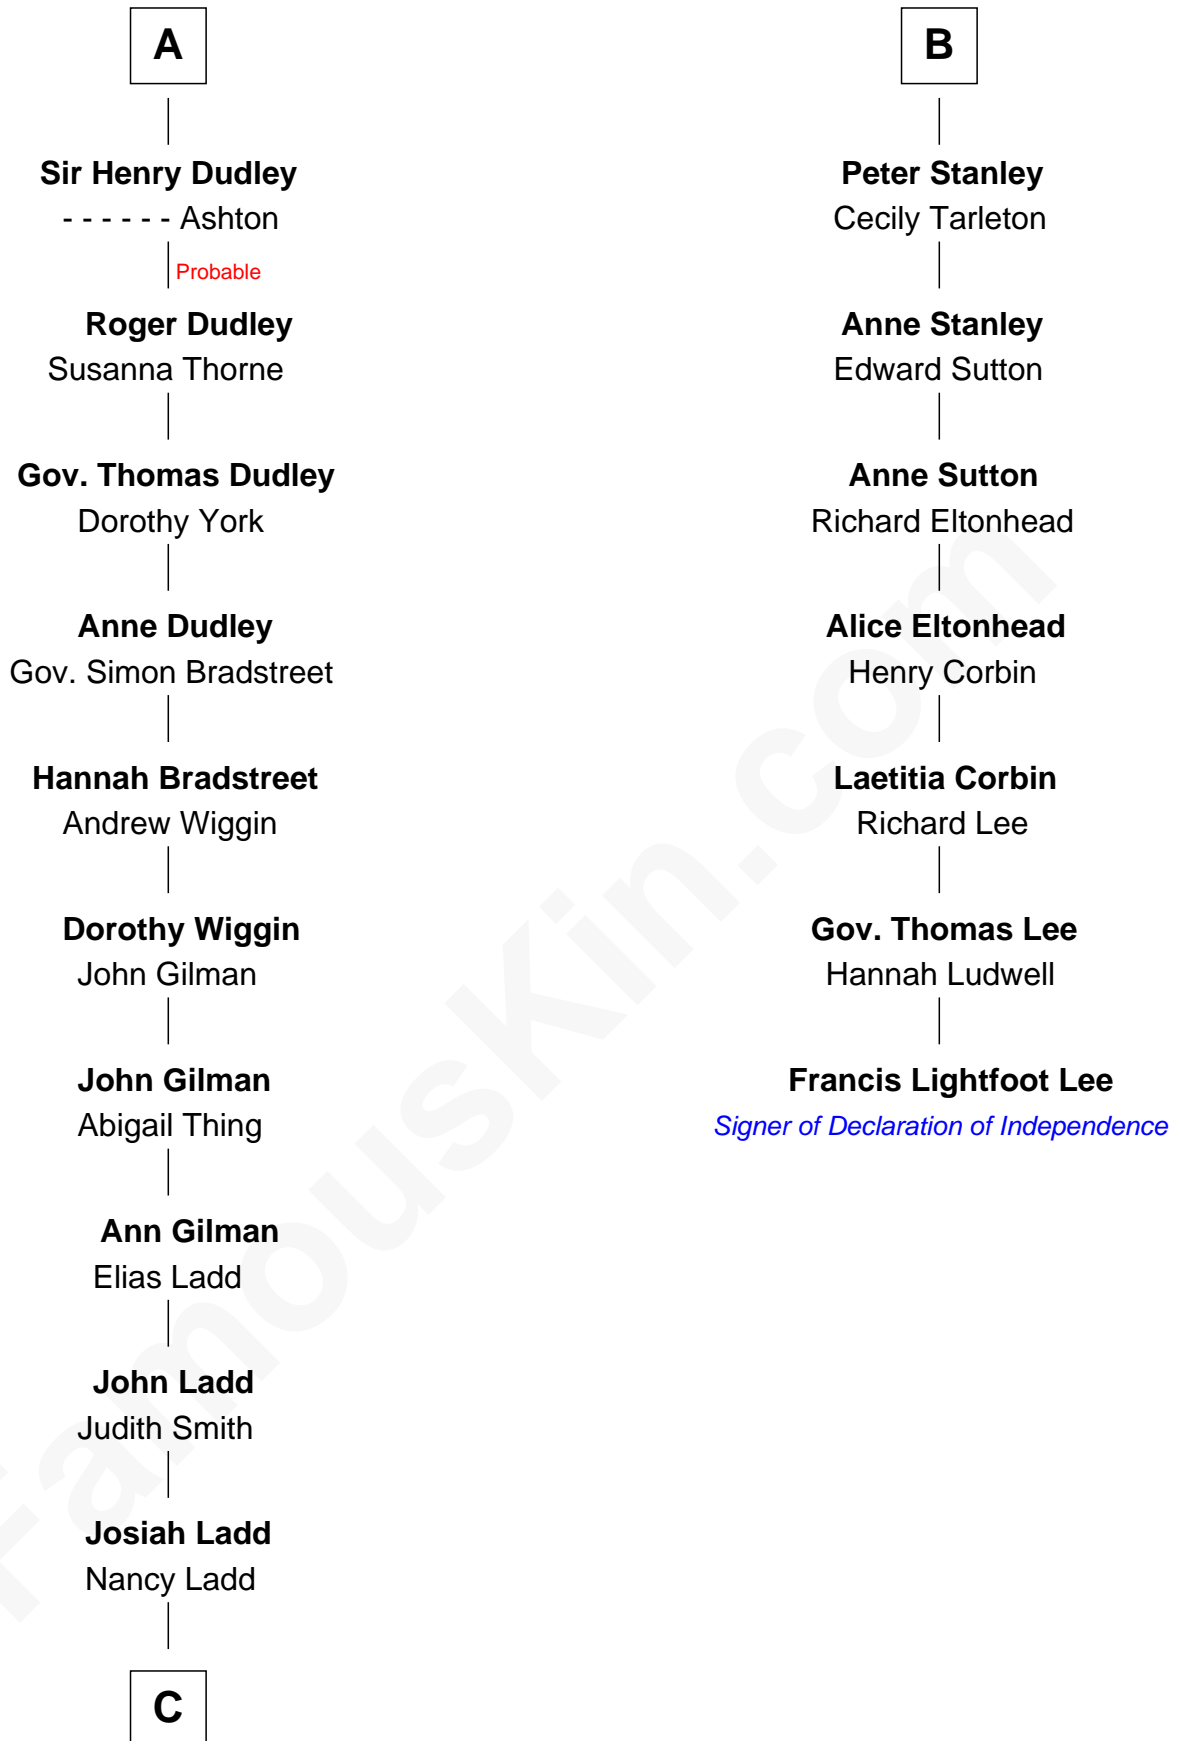 A
Sir Henry Dudley
- - - - - - Ashton
Probable
Roger Dudley
Susanna Thorne
Gov. Thomas Dudley
Dorothy York
Anne Dudley
Gov. Simon Bradstreet
Hannah Bradstreet
Andrew Wiggin
Dorothy Wiggin
John Gilman
John Gilman
Abigail Thing
Ann Gilman
Elias Ladd
John Ladd
Judith Smith
Josiah Ladd
Nancy Ladd
C
B
Peter Stanley
Cecily Tarleton
Anne Stanley
Edward Sutton
Anne Sutton
Richard Eltonhead
Alice Eltonhead
Henry Corbin
Laetitia Corbin
Richard Lee
Gov. Thomas Lee
Hannah Ludwell
Francis Lightfoot Lee
Signer of Declaration of Independence
FamousKin.com